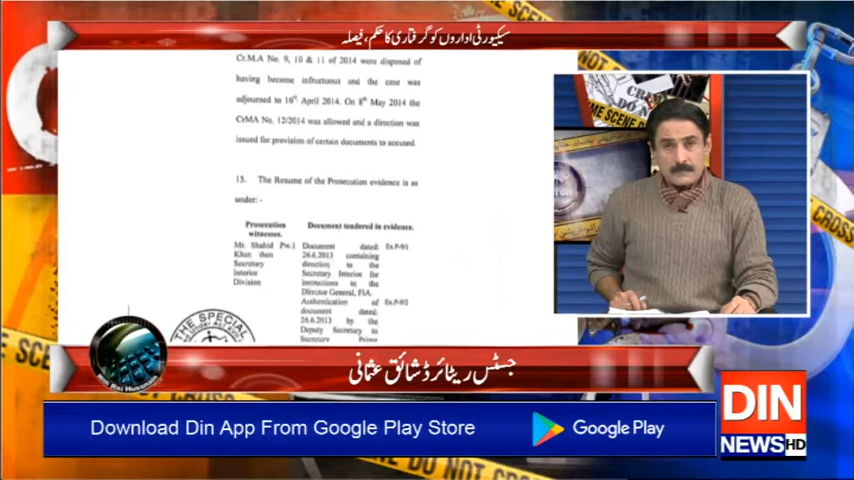 سیکیورٹی اداروں کو گرفتاری کا حکم، فیصلہ
Cr.M.A No. 9, 10 & 11 of 2014 were disposed of
having become infructuous and the case was
adjourned to 16th April 2014. On 8th May 2014 the
CrMA No. 12/2014 was allowed and a direction was
issued for provision of certain documents to accused.
15. The Resume of the Prosecution evidence is as
under: -
Prosecution witnesses.
Document tendered in evidence.
Mr. Shahid Pw.1
Khan then
Secretary
Interior
Division
Document dated:
26.6.2013 containing
direction to the
Secretary Interior for
instructions to the
Director General, FIA.
Ex.P-9/1
Authentication of
document dated:
26.6.2013 by the
Deputy Secretary to
Secretary Prime
Ex.P-9/2
THE SPECIAL
CROSS
SCENE
DO NOT
جسٹس ریٹائرڈ شائق عثمانی
Download Din App From Google Play Store
Google Play
DIN
NEWS HD